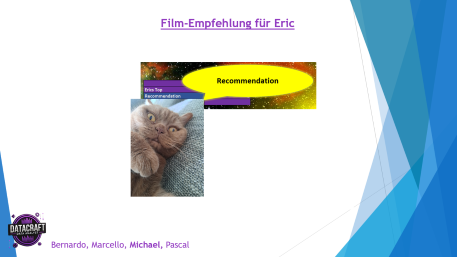 Film-Empfehlung für Eric
Recommendation
Erics Top
Recommendation
DATACRAFT
Bernardo, Marcello, Michael, Pascal